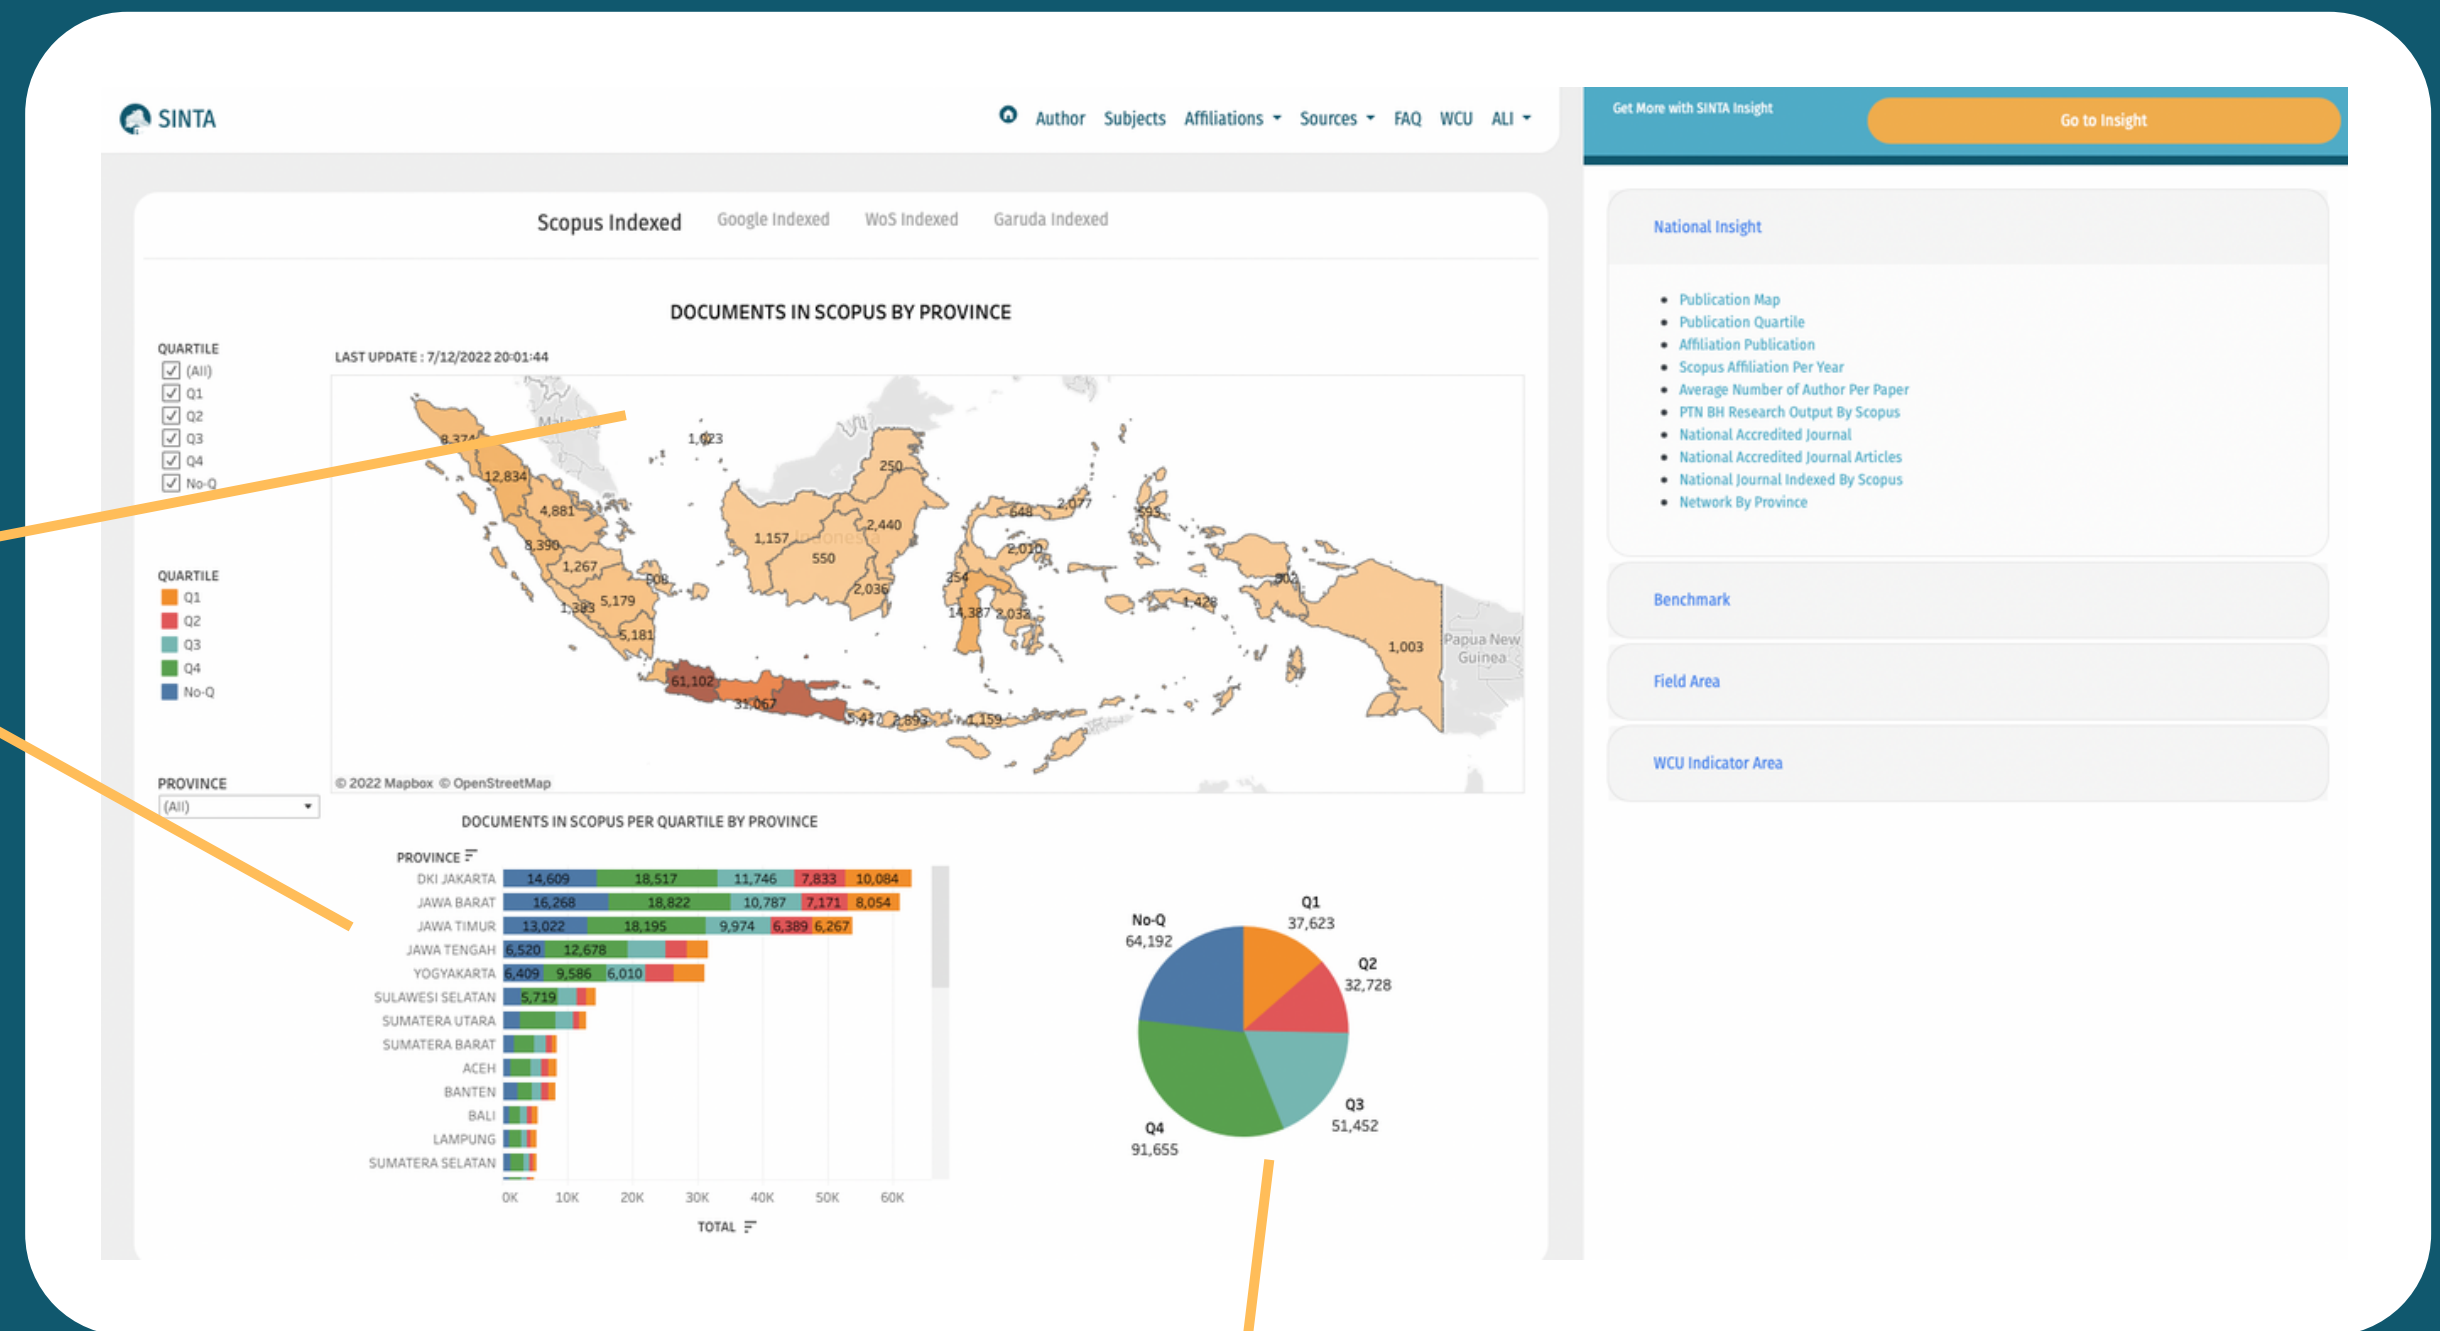 SINTA
Author Subjects Affiliations Sources FAQ WCU ALI
Get More with SINTA Insight
Go to Insight
Scopus Indexed Google Indexed WoS Indexed Garuda Indexed
DOCUMENTS IN SCOPUS BY PROVINCE
LAST UPDATE : 7/12/2022 20:01:44
QUARTILE
(All)
Q1
Q2
Q3
Q4
No-Q
QUARTILE
Q1
Q2
Q3
Q4
No-Q
PROVINCE
(All)
8,374
12,834
4,881
8,390
1,267
1,383
5,179
5,181
1,023
250
1,157
Indonesia
2,440
550
2,036
648
2,077
593
2,010
254
14,387
2,032
1,428
1,003
Papua New
Guinea
61,102
31,067
2,893
1,159
© 2022 Mapbox © OpenStreetMap
DOCUMENTS IN SCOPUS PER QUARTILE BY PROVINCE
PROVINCE
DKI JAKARTA 14,609 18,517 11,746 7,833 10,084
JAWA BARAT 16,268 18,822 10,787 7,171 8,054
JAWA TIMUR 13,022 18,195 9,974 6,389 6,267
JAWA TENGAH 6,520 12,678
YOGYAKARTA 6,409 9,586 6,010
SULAWESI SELATAN 5,719
SUMATERA UTARA
SUMATERA BARAT
ACEH
BANTEN
BALI
LAMPUNG
SUMATERA SELATAN
0K 10K 20K 30K 40K 50K 60K
TOTAL
Q1
37,623
Q2
32,728
Q3
51,452
Q4
91,655
No-Q
64,192
National Insight
Publication Map
Publication Quartile
Affiliation Publication
Scopus Affiliation Per Year
Average Number of Author Per Paper
PTN BH Research Output By Scopus
National Accredited Journal
National Accredited Journal Articles
National Journal Indexed By Scopus
Network By Province
Benchmark
Field Area
WCU Indicator Area